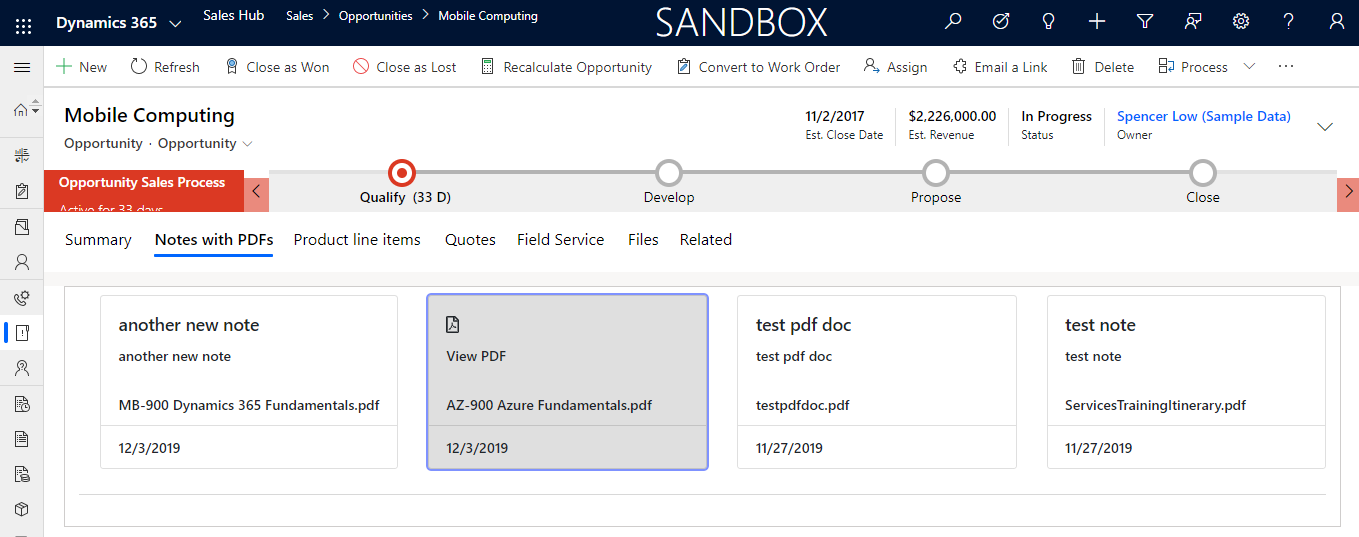 Dynamics 365 Sales Hub Sales > Opportunities > Mobile Computing SANDBOX
New Refresh Close as Won Close as Lost Recalculate Opportunity Convert to Work Order Assign Email a Link Delete Process
Mobile Computing
Opportunity · Opportunity
11/2/2017 $2,226,000.00 In Progress Spencer Low (Sample Data)
Est. Close Date Est. Revenue Status Owner
Opportunity Sales Process
Active for 33 days
Qualify (33 D) Develop Propose Close
Summary Notes with PDFs Product line items Quotes Field Service Files Related
another new note
another new note
MB-900 Dynamics 365 Fundamentals.pdf
12/3/2019
View PDF
AZ-900 Azure Fundamentals.pdf
12/3/2019
test pdf doc
test pdf doc
testpdfdoc.pdf
11/27/2019
test note
test note
ServicesTrainingItinerary.pdf
11/27/2019